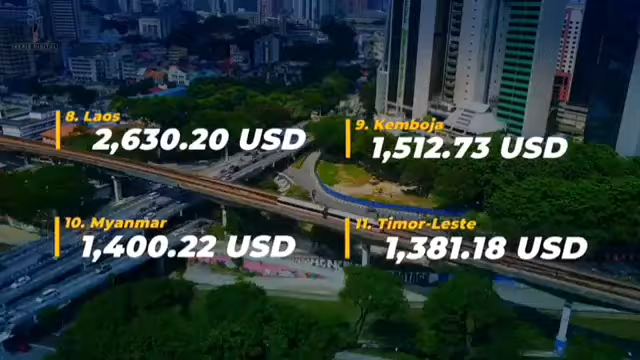 8. Laos
2,630.20 USD
9. Kemboja
1,512.73 USD
10. Myanmar
1,400.22 USD
11. Timor-Leste
1,381.18 USD